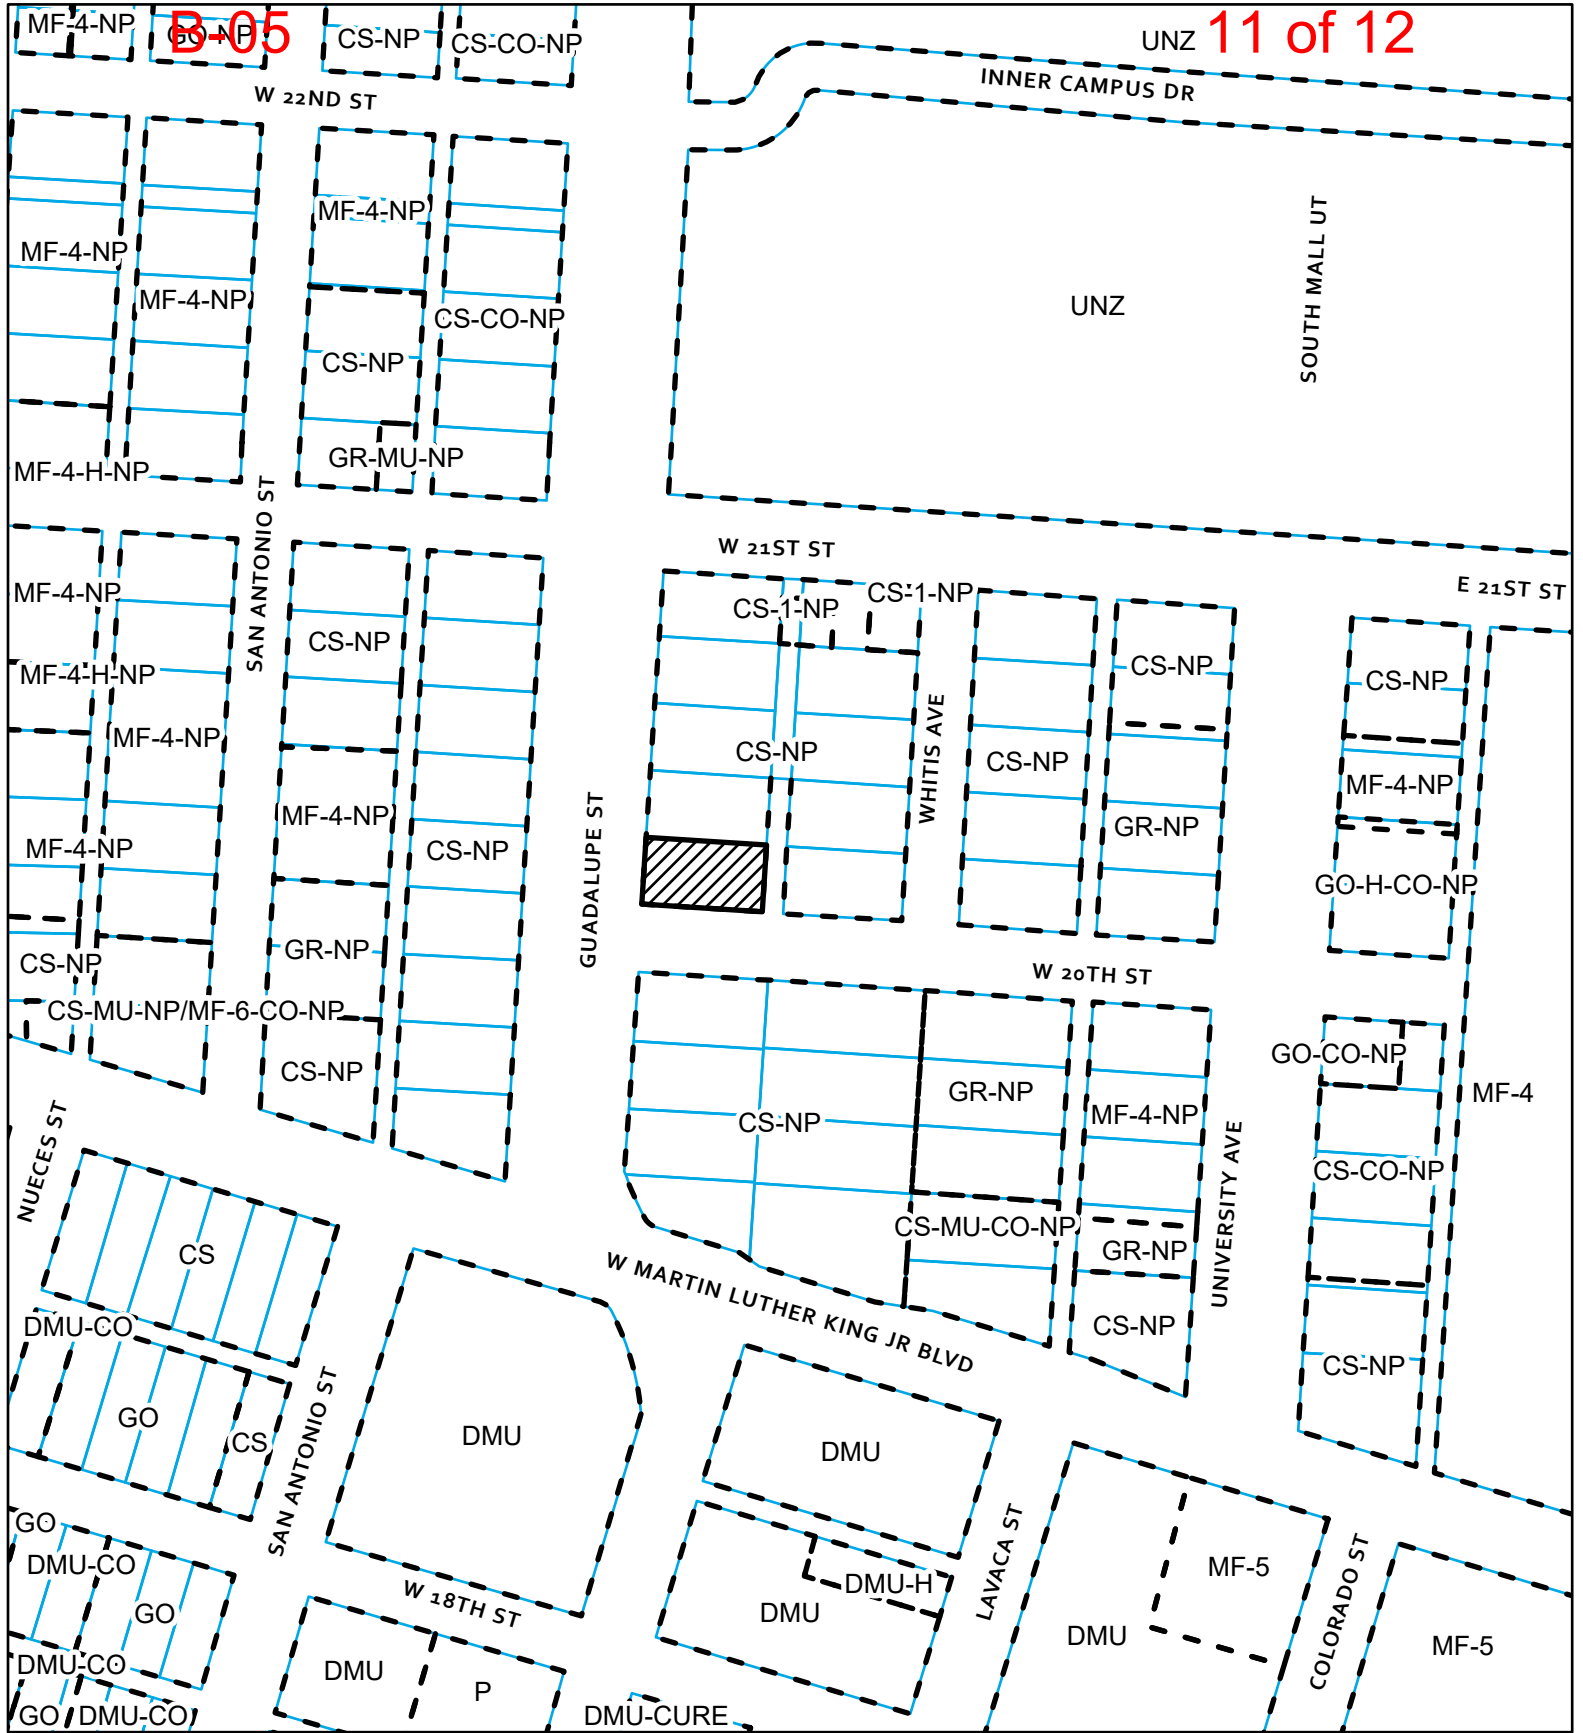 MF-4-NP
GO-NP
B-05
CS-NP
CS-CO-NP
UNZ
11 of 12
INNER CAMPUS DR
W 22ND ST
MF-4-NP
MF-4-NP
MF-4-NP
CS-CO-NP
CS-NP
UNZ
SOUTH MALL UT
GR-MU-NP
MF-4-H-NP
SAN ANTONIO ST
W 21ST ST
E 21ST ST
MF-4-NP
CS-1-NP
CS-1-NP
CS-NP
CS-NP
CS-NP
MF-4-H-NP
MF-4-NP
CS-NP
WHITIS AVE
CS-NP
MF-4-NP
MF-4-NP
GR-NP
MF-4-NP
CS-NP
GUADALUPE ST
GO-H-CO-NP
GR-NP
CS-NP
W 20TH ST
CS-MU-NP/MF-6-CO-NP
CS-NP
GO-CO-NP
GR-NP
MF-4
CS-NP
MF-4-NP
NUECES ST
CS-CO-NP
UNIVERSITY AVE
CS-MU-CO-NP
GR-NP
CS
W MARTIN LUTHER KING JR BLVD
DMU-CO
CS-NP
CS-NP
GO
CS
SAN ANTONIO ST
DMU
DMU
GO
DMU-CO
LAVACA ST
MF-5
COLORADO ST
DMU-H
W 18TH ST
GO
DMU
DMU
MF-5
DMU-CO
DMU
P
GO
DMU-CO
DMU-CURE